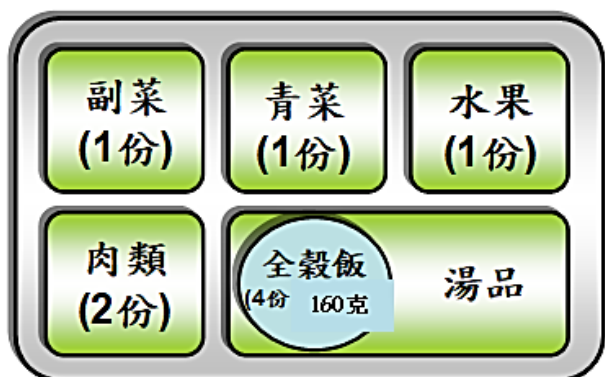 副菜
(1份)
青菜
(1份)
水果
(1份)
肉類
(2份)
全穀飯
(4份 160克
湯品